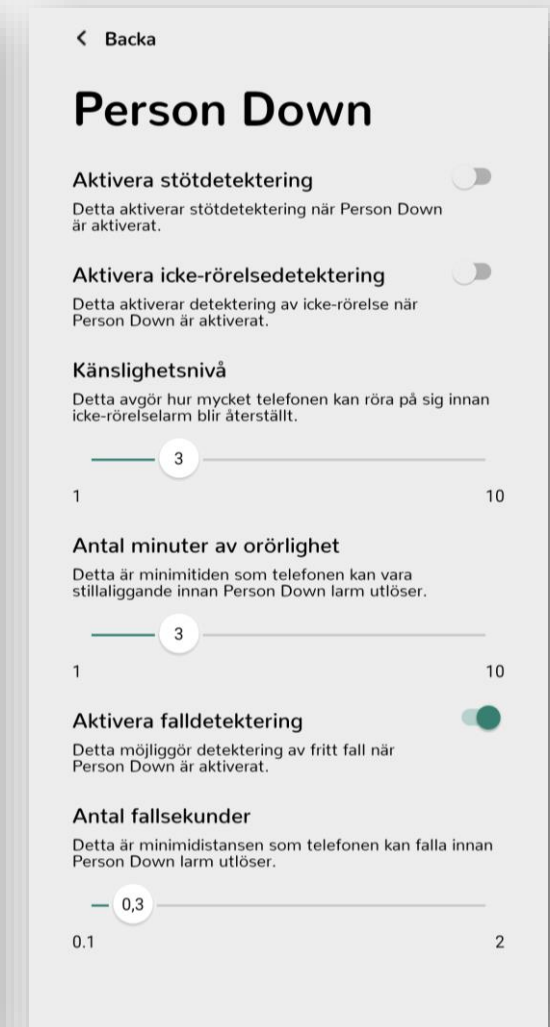 Backa
Person Down
Aktivera stötdetektering
Detta aktiverar stötdetektering när Person Down
är aktiverat.
Aktivera icke-rörelsedetektering
Detta aktiverar detektering av icke-rörelse när
Person Down är aktiverat.
Känslighetsnivå
Detta avgör hur mycket telefonen kan röra på sig innan
icke-rörelselarm blir återställt.
3
1 10
Antal minuter av orörlighet
Detta är minimitiden som telefonen kan vara
stillaliggande innan Person Down larm utlöser.
3
1 10
Aktivera falldetektering
Detta möjliggör detektering av fritt fall när
Person Down är aktiverat.
Antal fallsekunder
Detta är minimidistansen som telefonen kan falla innan
Person Down larm utlöser.
0,3
0.1 2